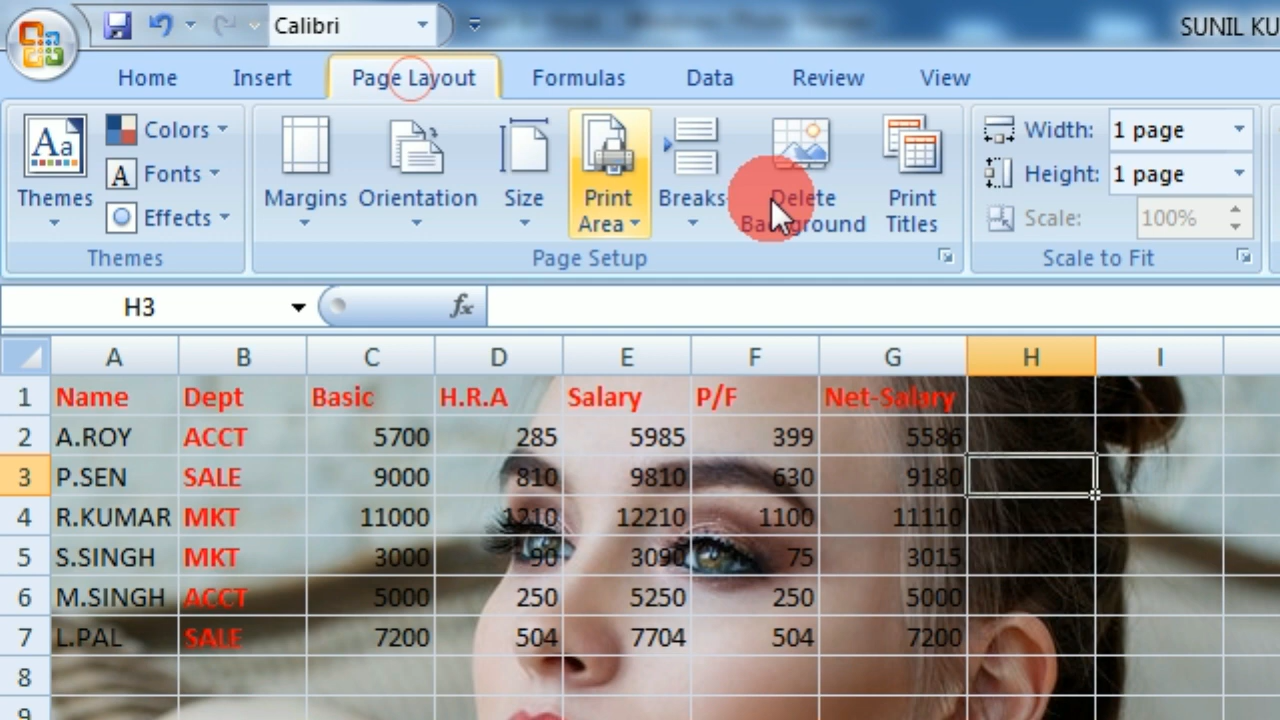 Calibri
SUNIL KU
Home Insert Page Layout Formulas Data Review View
Themes
Colors
Fonts
Effects
Themes
Margins
Orientation
Size
Print Area
Breaks
Delete Background
Print Titles
Page Setup
Width: 1 page
Height: 1 page
Scale: 100%
Scale to Fit
H3 fx
A B C D E F G H I
1 Name Dept Basic H.R.A Salary P/F Net-Salary
2 A.ROY ACCT 5700 285 5985 399 5586
3 P.SEN SALE 9000 810 9810 630 9180
4 R.KUMAR MKT 11000 1210 12210 1100 11110
5 S.SINGH MKT 3000 90 3090 75 3015
6 M.SINGH ACCT 5000 250 5250 250 5000
7 L.PAL SALE 7200 504 7704 504 7200
8
9